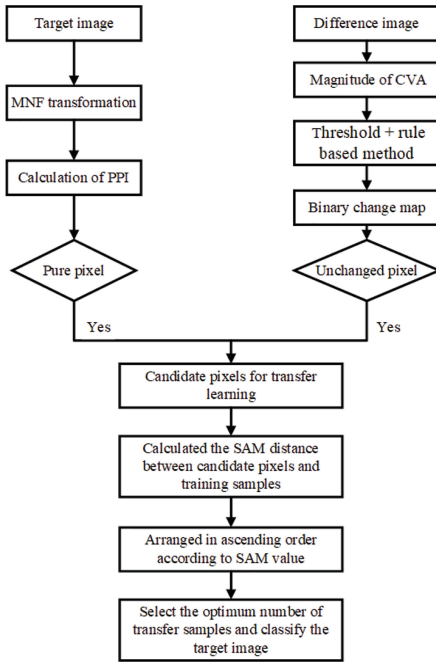 Target image
MNF transformation
Calculation of PPI
Pure pixel
Yes
Difference image
Magnitude of CVA
Threshold + rule
based method
Binary change map
Unchanged pixel
Yes
Candidate pixels for transfer
learning
Calculated the SAM distance
between candidate pixels and
training samples
Arranged in ascending order
according to SAM value
Select the optimum number of
transfer samples and classify the
target image